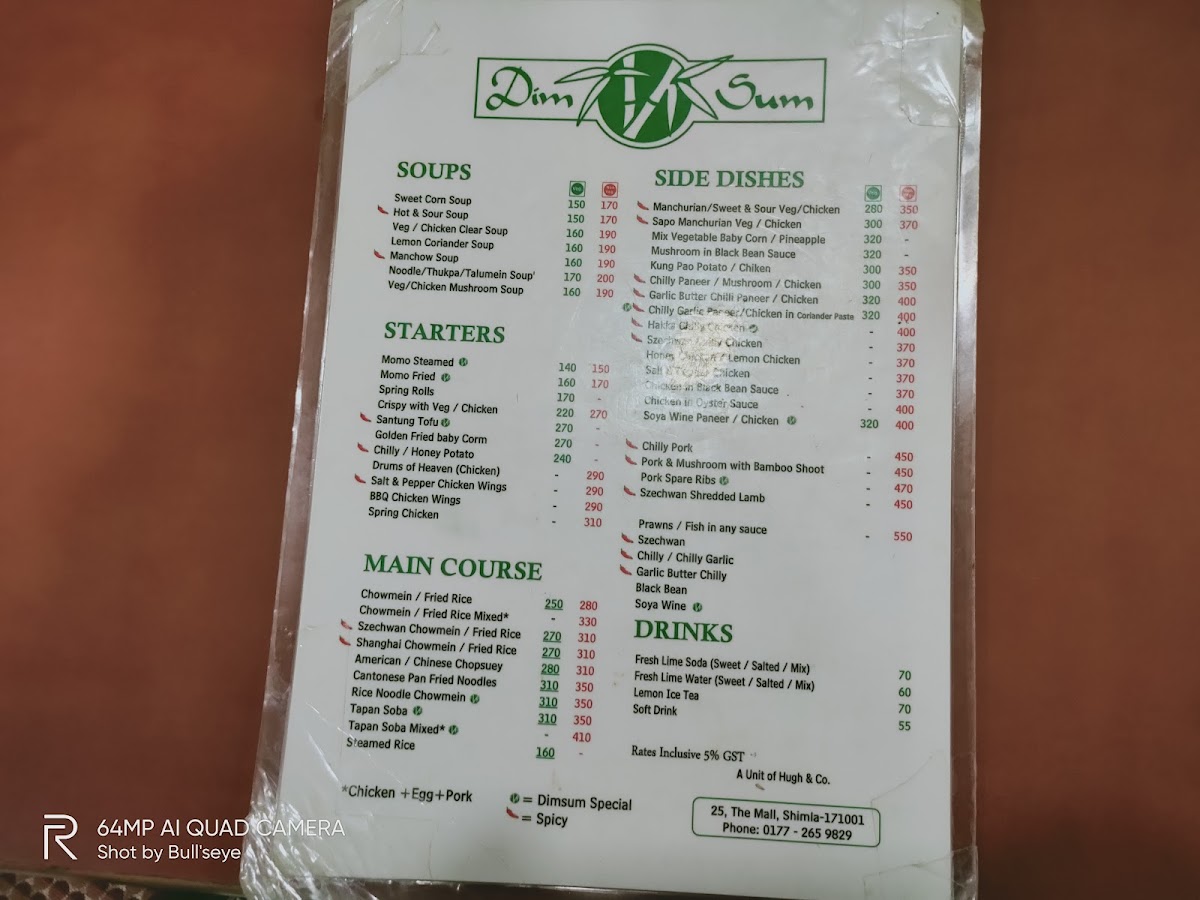 Dim Sum
SOUPS
Sweet Corn Soup 150 170
Hot & Sour Soup 150 170
Veg / Chicken Clear Soup 160 190
Lemon Coriander Soup 160 190
Manchow Soup 160 190
Noodle/Thukpa/Talumein Soup' 170 200
Veg/Chicken Mushroom Soup 160 190
STARTERS
Momo Steamed 140 150
Momo Fried 160 170
Spring Rolls 170 -
Crispy with Veg / Chicken 220 270
Santung Tofu 270 -
Golden Fried baby Corm 270 -
Chilly / Honey Potato 240 -
Drums of Heaven (Chicken) - 290
Salt & Pepper Chicken Wings - 290
BBQ Chicken Wings - 290
Spring Chicken - 310
MAIN COURSE
Chowmein / Fried Rice 250 280
Chowmein / Fried Rice Mixed* - 330
Szechwan Chowmein / Fried Rice 270 310
Shanghai Chowmein / Fried Rice 270 310
American / Chinese Chopsuey 280 310
Cantonese Pan Fried Noodles 310 350
Rice Noodle Chowmein 310 350
Tapan Soba 310 350
Tapan Soba Mixed* - 410
Steamed Rice 160 -
*Chicken +Egg+Pork
= Dimsum Special
= Spicy
SIDE DISHES
Manchurian/Sweet & Sour Veg/Chicken 280 350
Sapo Manchurian Veg / Chicken 300 370
Mix Vegetable Baby Corn / Pineapple 320 -
Mushroom in Black Bean Sauce 320 -
Kung Pao Potato / Chiken 300 350
Chilly Paneer / Mushroom / Chicken 300 350
Garlic Butter Chilli Paneer / Chicken 320 400
Chilly Garlic Paneer/Chicken in Coriander Paste 320 400
Hakka Chilly Chicken - 400
Szechwan Chilly Chicken - 370
Honey Chicken / Lemon Chicken - 370
Salt & Pepper Chicken - 370
Chicken in Black Bean Sauce - 370
Chicken in Oyster Sauce - 400
Soya Wine Paneer / Chicken 320 400
Chilly Pork - 450
Pork & Mushroom with Bamboo Shoot - 450
Pork Spare Ribs - 470
Szechwan Shredded Lamb - 450
Prawns / Fish in any sauce - 550
Szechwan
Chilly / Chilly Garlic
Garlic Butter Chilly
Black Bean
Soya Wine
DRINKS
Fresh Lime Soda (Sweet / Salted / Mix) 70
Fresh Lime Water (Sweet / Salted / Mix) 60
Lemon Ice Tea 70
Soft Drink 55
Rates Inclusive 5% GST
A Unit of Hugh & Co.
25, The Mall, Shimla-171001
Phone: 0177 - 265 9829
R
64MP AI QUAD CAMERA
Shot by Bull'seye